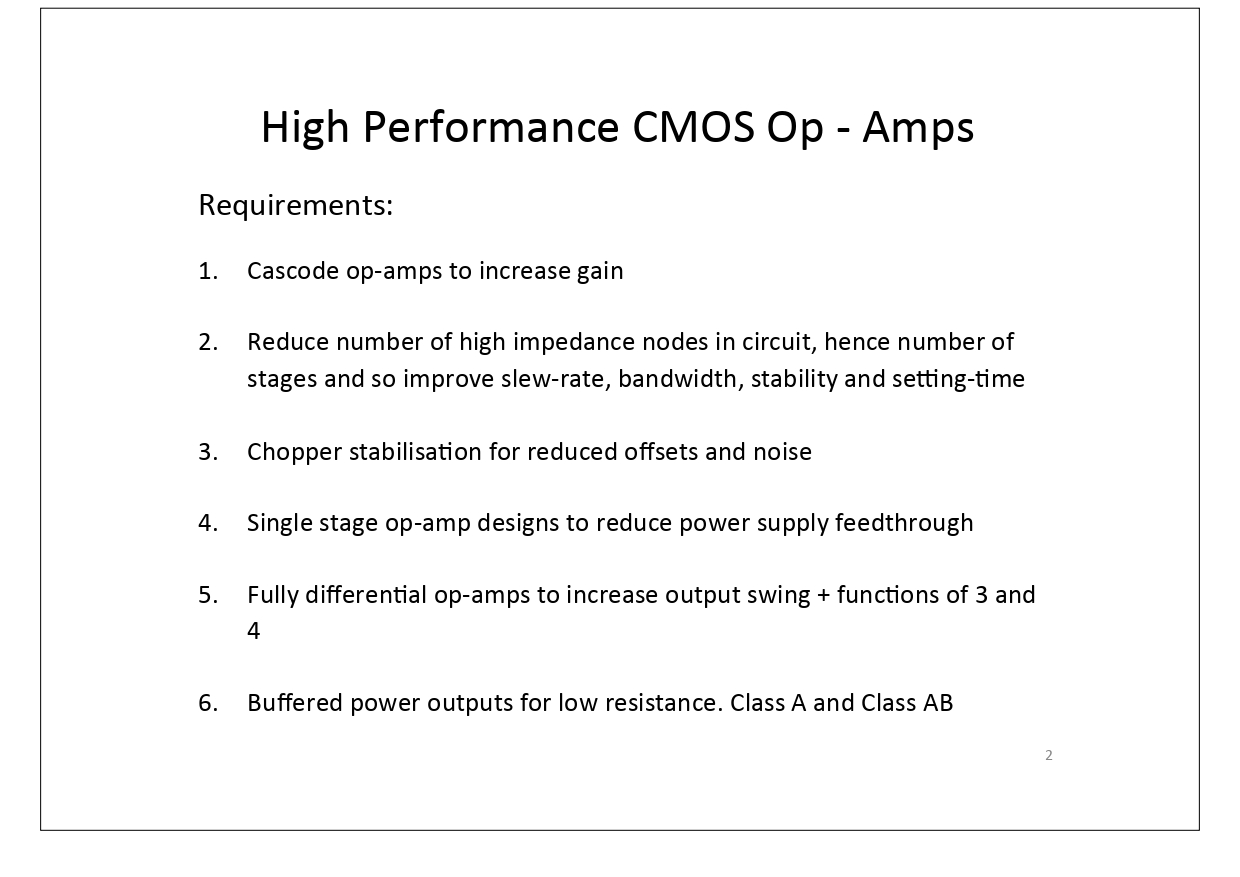 High Performance CMOS Op - Amps
Requirements:
1. Cascode op-amps to increase gain
2. Reduce number of high impedance nodes in circuit, hence number of
stages and so improve slew-rate, bandwidth, stability and setting-time
3. Chopper stabilisation for reduced offsets and noise
4. Single stage op-amp designs to reduce power supply feedthrough
5. Fully differential op-amps to increase output swing + functions of 3 and
4
6. Buffered power outputs for low resistance. Class A and Class AB
2